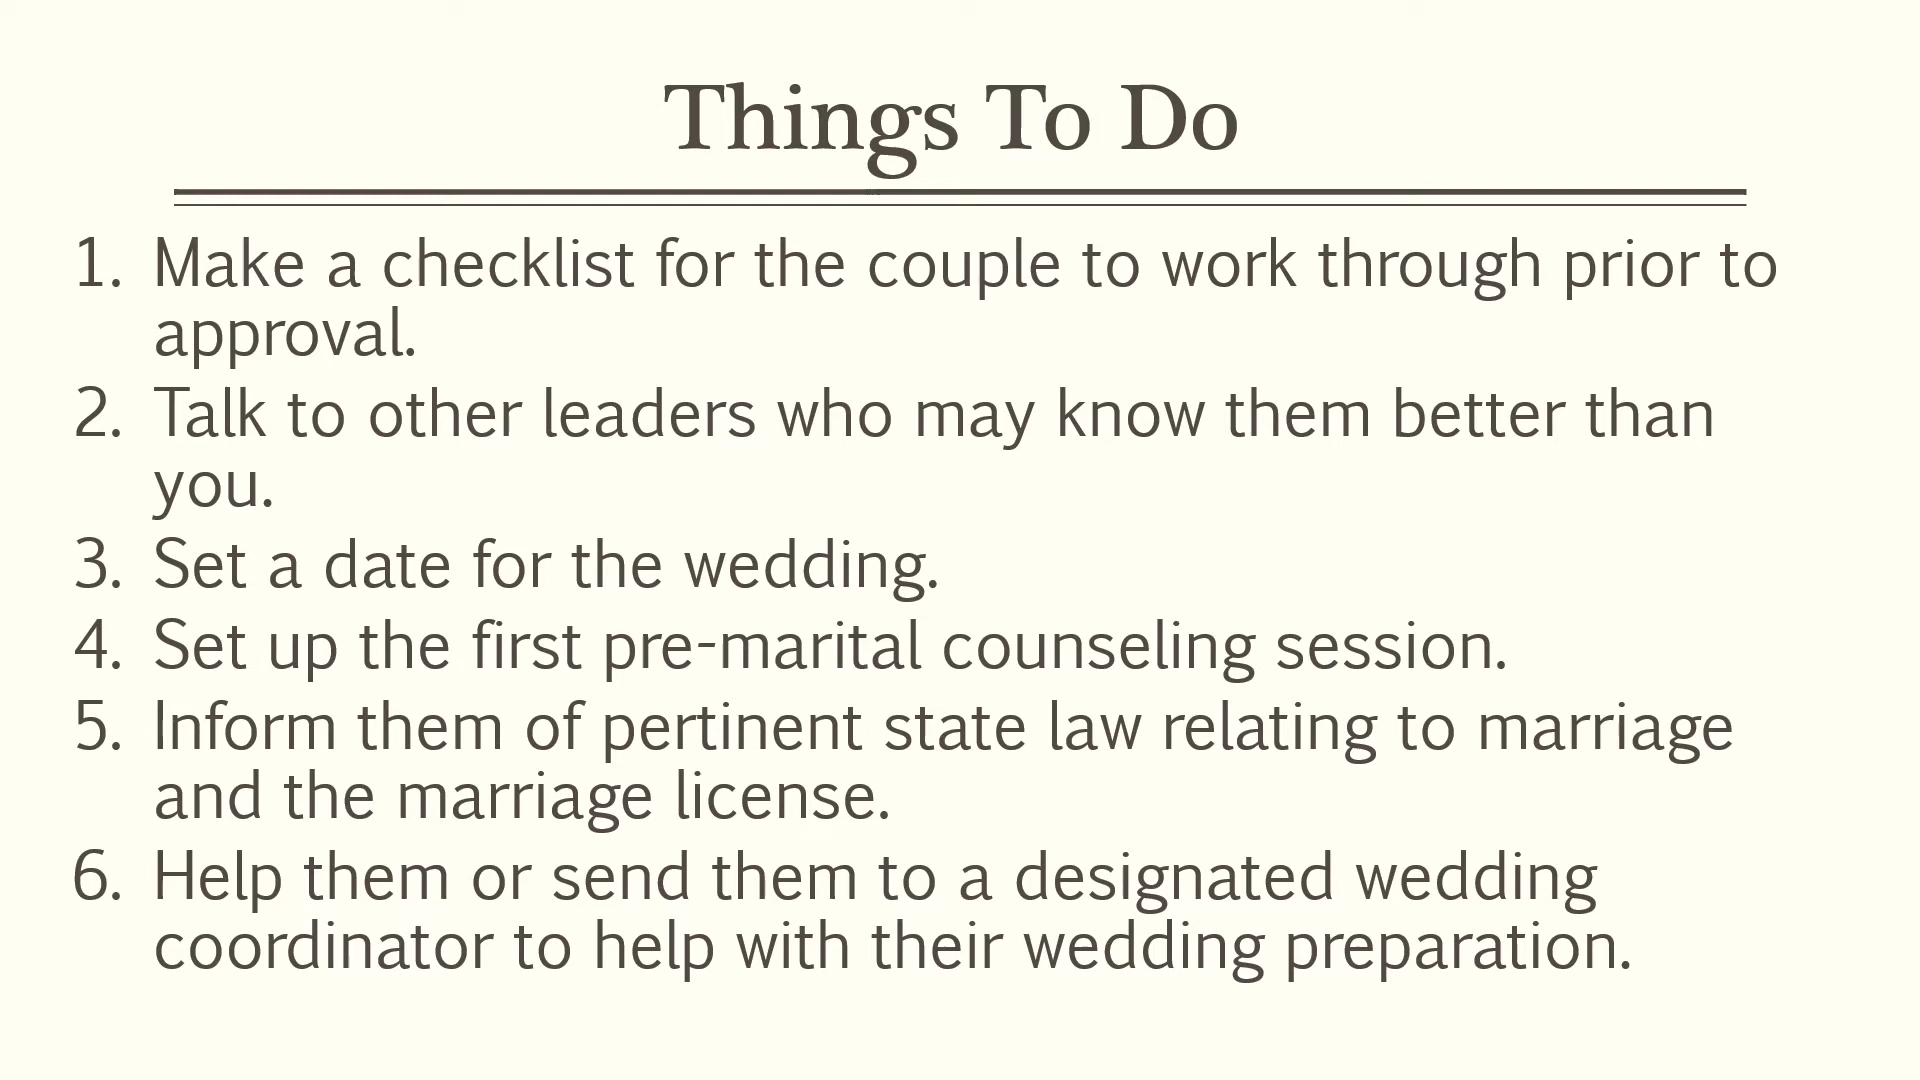 Things To Do
1. Make a checklist for the couple to work through prior to
approval.
2. Talk to other leaders who may know them better than
you.
3. Set a date for the wedding.
4. Set up the first pre-marital counseling session.
5. Inform them of pertinent state law relating to marriage
and the marriage license.
6. Help them or send them to a designated wedding
coordinator to help with their wedding preparation.